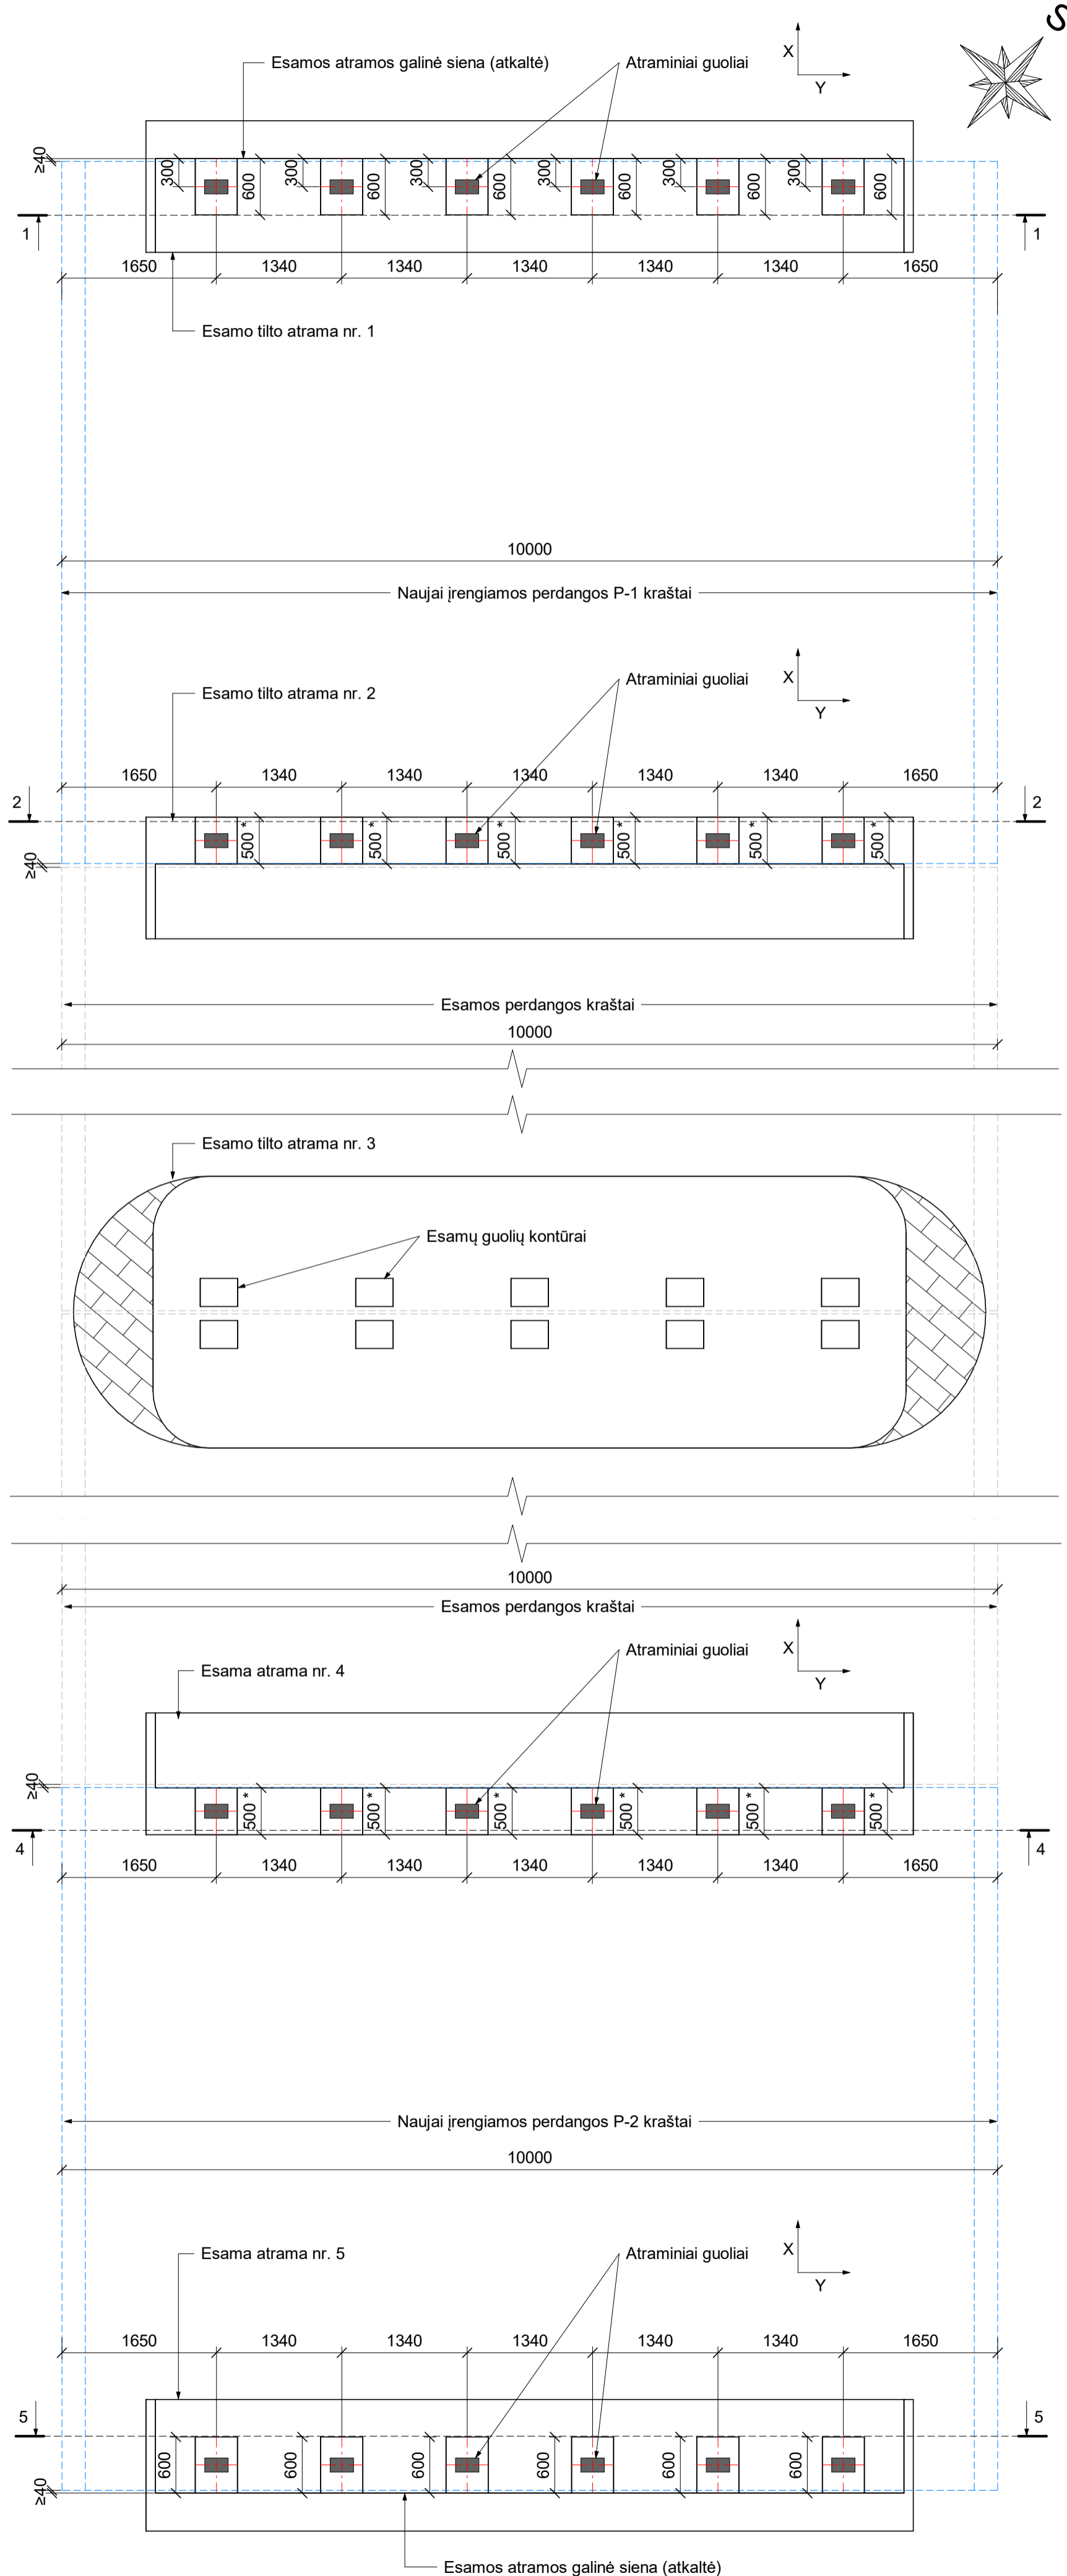 S
X
Y
Esamos atramos galinė siena (atkaltė)
Atraminiai guoliai
≥40
300 600 300 600 300 600 300 600 300 600 300 600
1 1
1650 1340 1340 1340 1340 1340 1650
Esamo tilto atrama nr. 1
10000
Naujai įrengiamos perdangos P-1 kraštai
X
Y
Esamo tilto atrama nr. 2
Atraminiai guoliai
1650 1340 1340 1340 1340 1340 1650
2 2
500 * 500 * 500 * 500 * 500 * 500 *
≥40
Esamos perdangos kraštai
10000
Esamo tilto atrama nr. 3
Esamų guolių kontūrai
10000
Esamos perdangos kraštai
X
Y
Esama atrama nr. 4
Atraminiai guoliai
≥40
500 * 500 * 500 * 500 * 500 * 500 *
4 4
1650 1340 1340 1340 1340 1340 1650
Naujai įrengiamos perdangos P-2 kraštai
10000
X
Y
Esama atrama nr. 5
Atraminiai guoliai
1650 1340 1340 1340 1340 1340 1650
5 5
600 600 600 600 600 600
≥40
Esamos atramos galinė siena (atkaltė)